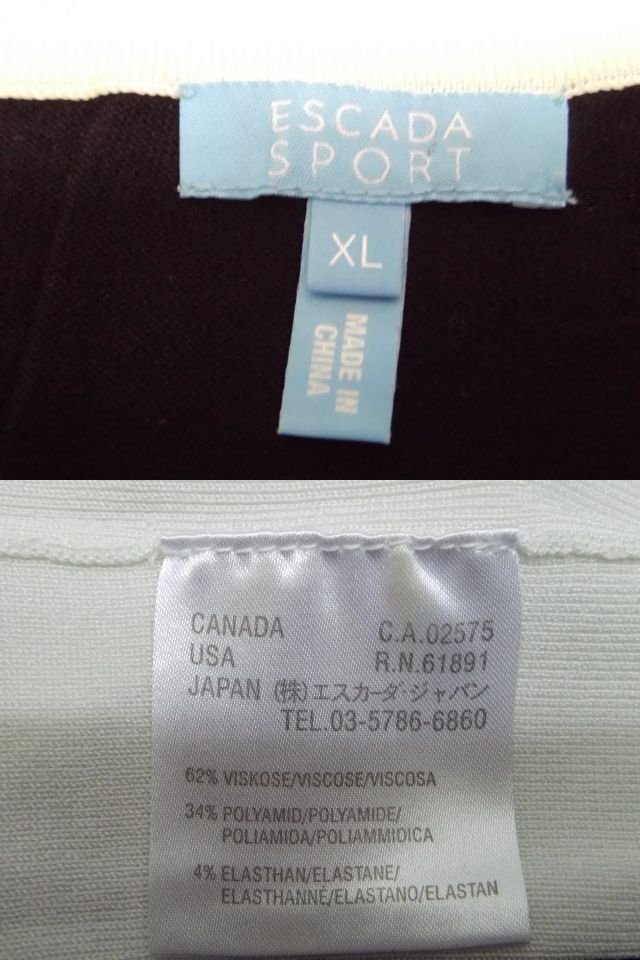 ESCADA
SPORT
XL
MADE IN
CHINA
CANADA C.A.02575
USA R.N.61891
JAPAN (株)エスカーダ・ジャパン
TEL.03-5786-6860
62% VISKOSE/VISCOSE/VISCOSA
34% POLYAMID/POLYAMIDE/
POLIAMIDA/POLIAMMIDICA
4% ELASTHAN/ELASTANE/
ELASTHANNE/ELASTANO/ELASTAN